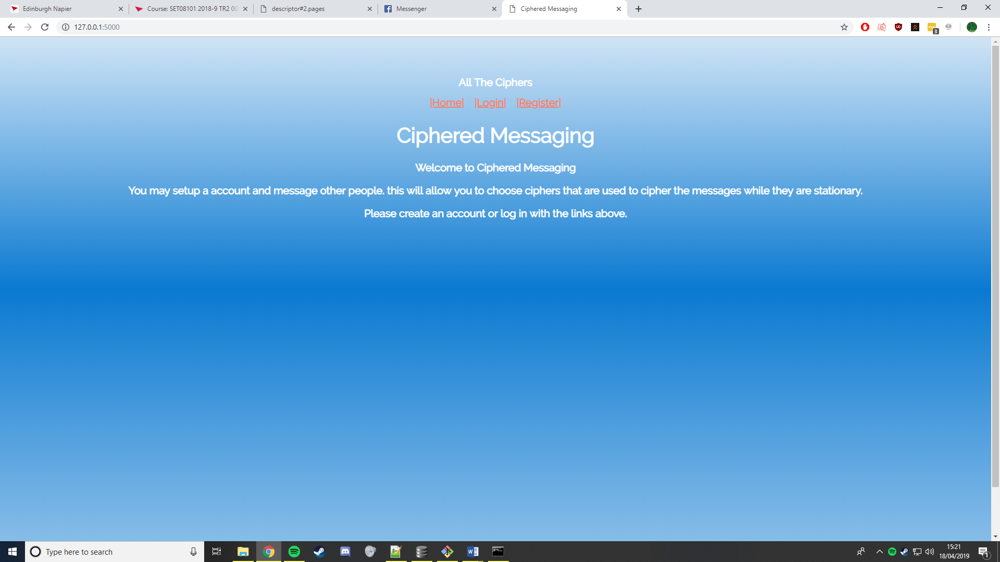 Edinburgh Napier
Course: SET08101 2018-9 TR2 00
descriptor#2.pages
Messenger
Ciphered Messaging
127.0.0.1:5000
3
All The Ciphers
|Home| |Login| |Register|
Ciphered Messaging
Welcome to Ciphered Messaging
You may setup a account and message other people. this will allow you to choose ciphers that are used to cipher the messages while they are stationary.
Please create an account or log in with the links above.
Type here to search
15:21
18/04/2019
1